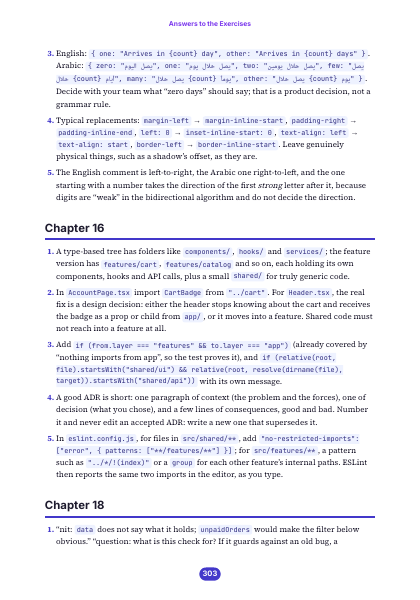 Answers to the Exercises
3. English: { one: "Arrives in {count} day", other: "Arrives in {count} days" } .
Arabic: { zero: "يصل اليوم", one: "يصل خلال يوم", two: "يصل خلال يومين", few: "يصل
خلال {count} أيام", many: "يصل خلال {count} يوماً", other: "يصل خلال {count} يوم" } .
Decide with your team what “zero days” should say; that is a product decision, not a
grammar rule.
4. Typical replacements: margin-left → margin-inline-start, padding-right →
padding-inline-end, left: 0 → inset-inline-start: 0, text-align: left →
text-align: start, border-left → border-inline-start. Leave genuinely
physical things, such as a shadow’s offset, as they are.
5. The English comment is left-to-right, the Arabic one right-to-left, and the one
starting with a number takes the direction of the first strong letter after it, because
digits are “weak” in the bidirectional algorithm and do not decide the direction.
Chapter 16
1. A type-based tree has folders like components/ , hooks/ and services/ ; the feature
version has features/cart , features/catalog and so on, each holding its own
components, hooks and API calls, plus a small shared/ for truly generic code.
2. In AccountPage.tsx import CartBadge from "../cart". For Header.tsx , the real
fix is a design decision: either the header stops knowing about the cart and receives
the badge as a prop or child from app/ , or it moves into a feature. Shared code must
not reach into a feature at all.
3. Add if (from.layer === "features" && to.layer === "app") (already covered by
“nothing imports from app”, so the test proves it), and if (relative(root,
file).startsWith("shared/ui") && relative(root, resolve(dirname(file),
target)).startsWith("shared/api")) with its own message.
4. A good ADR is short: one paragraph of context (the problem and the forces), one of
decision (what you chose), and a few lines of consequences, good and bad. Number
it and never edit an accepted ADR: write a new one that supersedes it.
5. In eslint.config.js , for files in src/shared/** , add "no-restricted-imports":
["error", { patterns: ["**/features/**"] }] ; for src/features/** , a pattern
such as "../*/!(index)" or a group for each other feature’s internal paths. ESLint
then reports the same two imports in the editor, as you type.
Chapter 18
1. “nit: data does not say what it holds; unpaidOrders would make the filter below
obvious.” “question: what is this check for? If it guards against an old bug, a
303